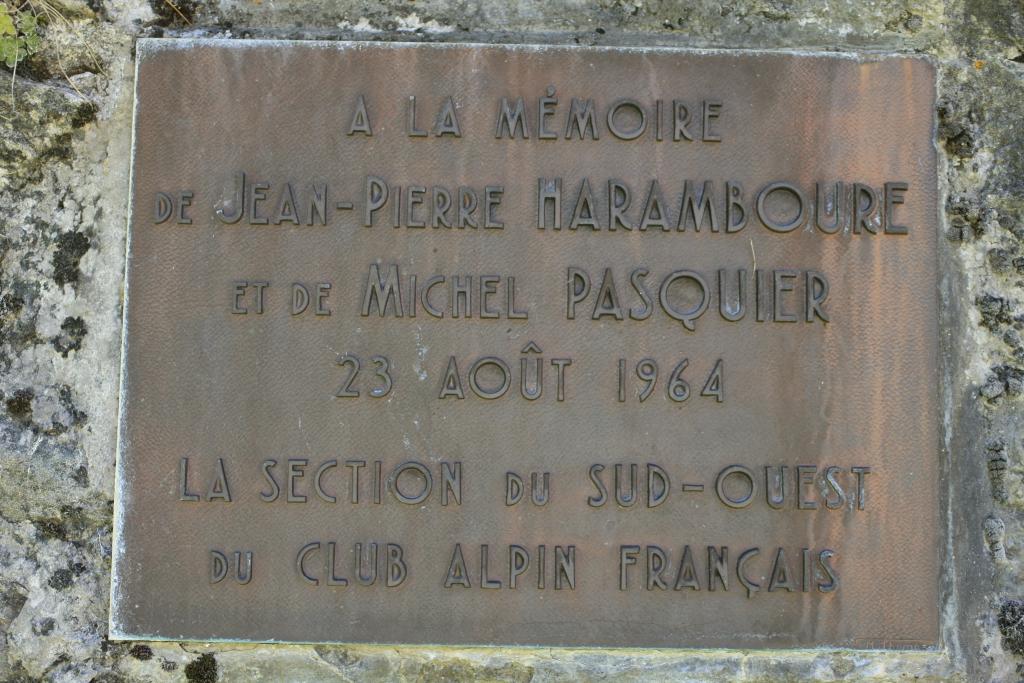 A LA MÉMOIRE
DE JEAN-PIERRE HARAMBOURE
ET DE MICHEL PASQUIER
23 AOÛT 1964
LA SECTION DU SUD-OUEST
DU CLUB ALPIN FRANÇAIS